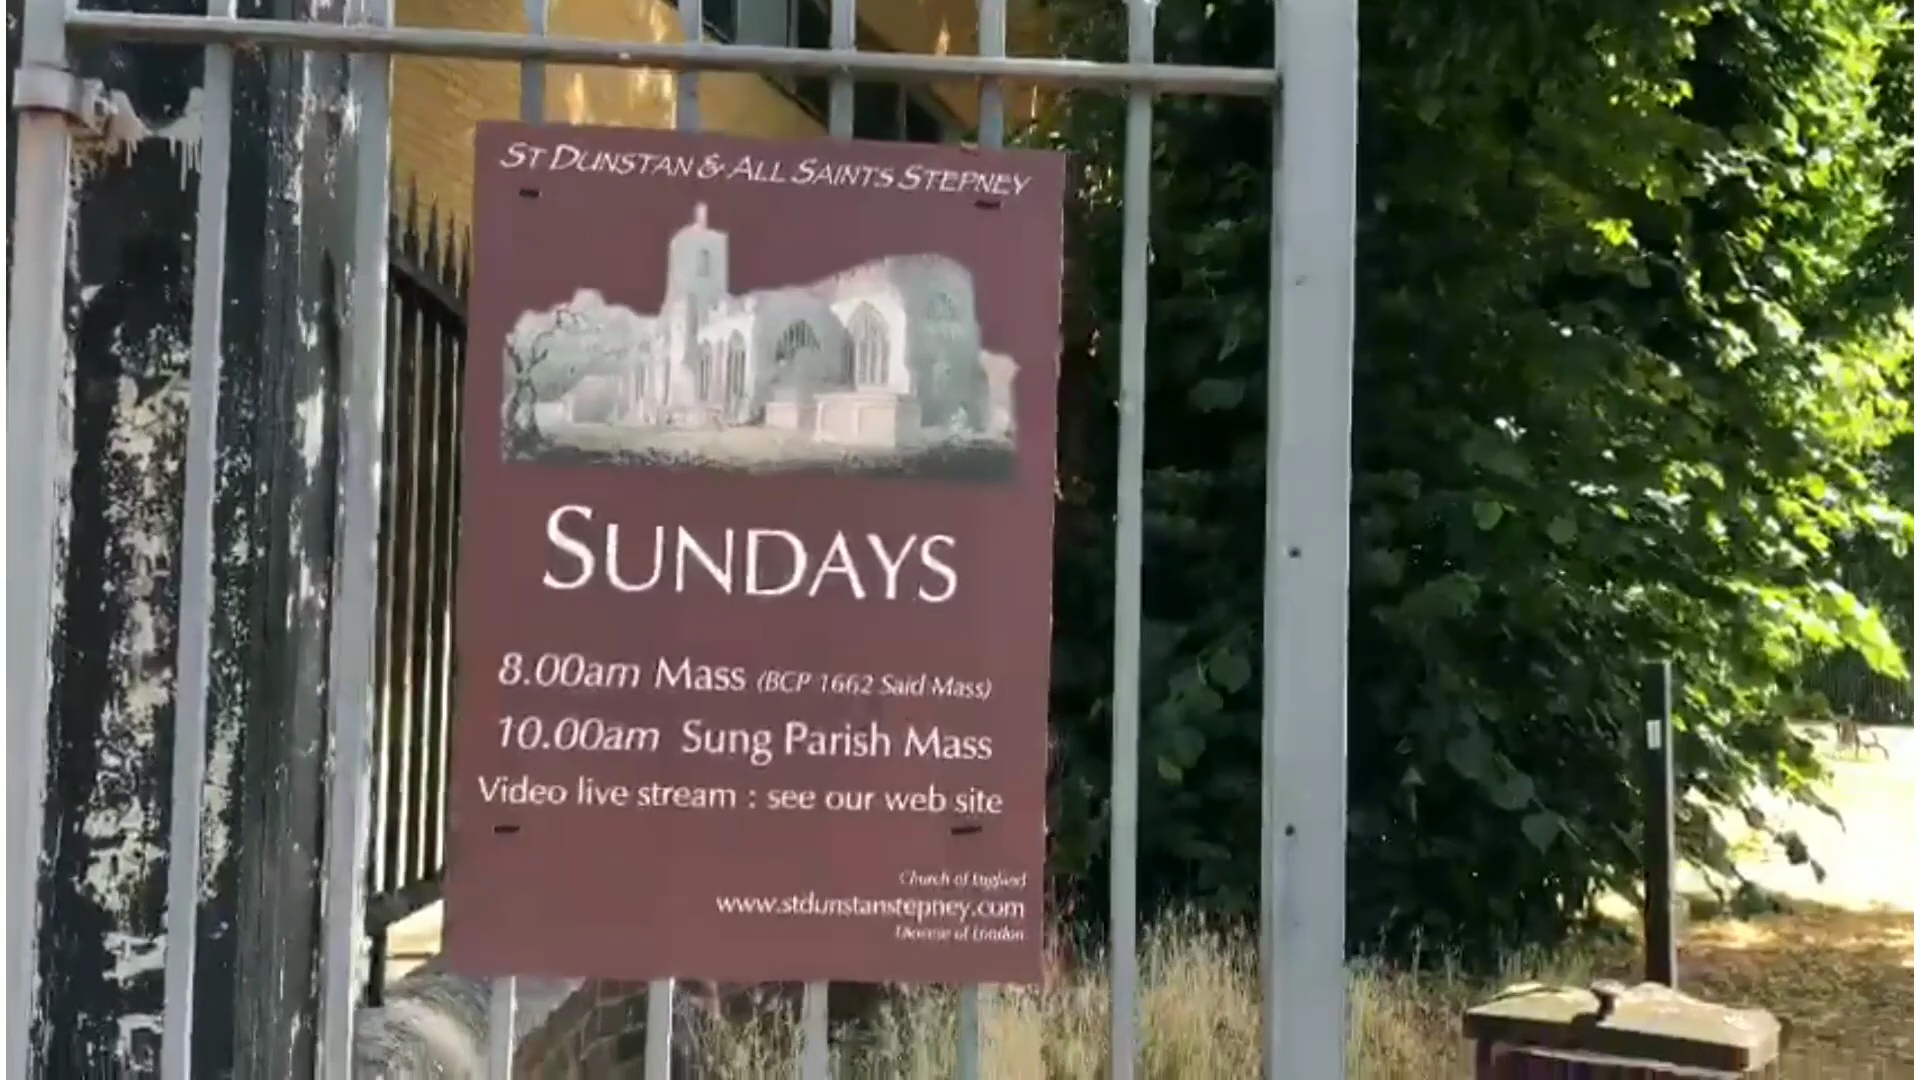 ST DUNSTAN & ALL SAINTS STEPNEY
SUNDAYS
8.00am Mass (BCP 1662 Said Mass)
10.00am Sung Parish Mass
Video live stream : see our web site
Church of England
www.stdunstanstepney.com
Diocese of London